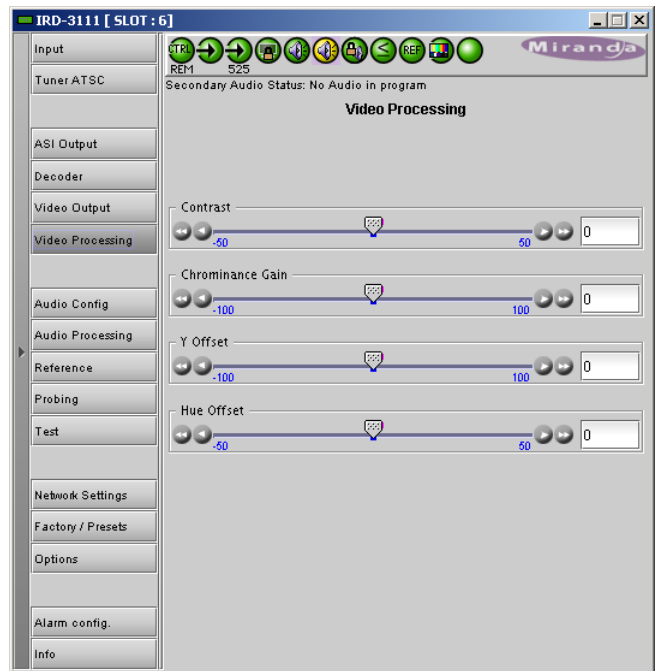 IRD-3111 [ SLOT : 6]
Input
Tuner ATSC
ASI Output
Decoder
Video Output
Video Processing
Audio Config
Audio Processing
Reference
Probing
Test
Network Settings
Factory / Presets
Options
Alarm config.
Info
CTRL REF Miranda
REM 525
Secondary Audio Status: No Audio in program
Video Processing
Contrast
-50 50 0
Chrominance Gain
-100 100 0
Y Offset
-100 100 0
Hue Offset
-50 50 0